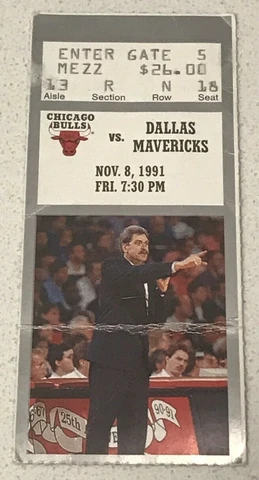 ENTER GATE 5
MEZZ $26.00
13 R N 18
Aisle Section Row Seat
CHICAGO
BULLS
vs.
DALLAS
MAVERICKS
NOV. 8, 1991
FRI. 7:30 PM
25th
90-91